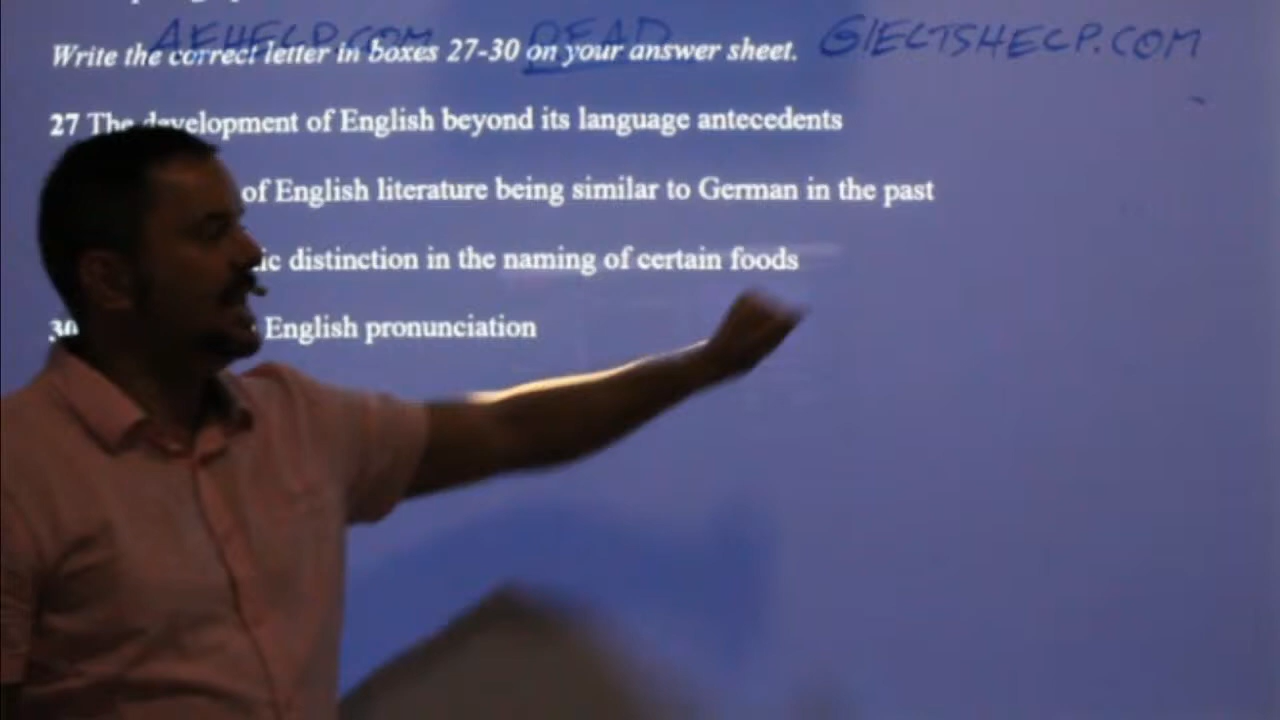 AEHELP.COM READ GIELTSHELP.COM
Write the correct letter in boxes 27-30 on your answer sheet.
27 The development of English beyond its language antecedents
of English literature being similar to German in the past
distinction in the naming of certain foods
30 English pronunciation